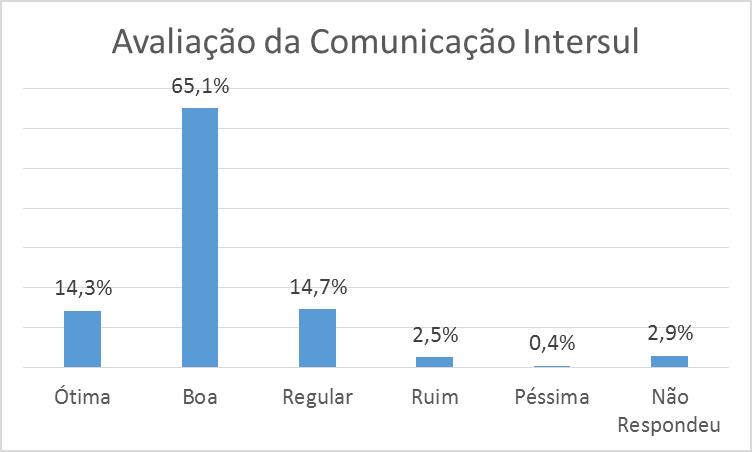 Avaliação da Comunicação Intersul
65,1%
14,3%
14,7%
2,5%
0,4%
2,9%
Ótima
Boa
Regular
Ruim
Péssima
Não
Respondeu